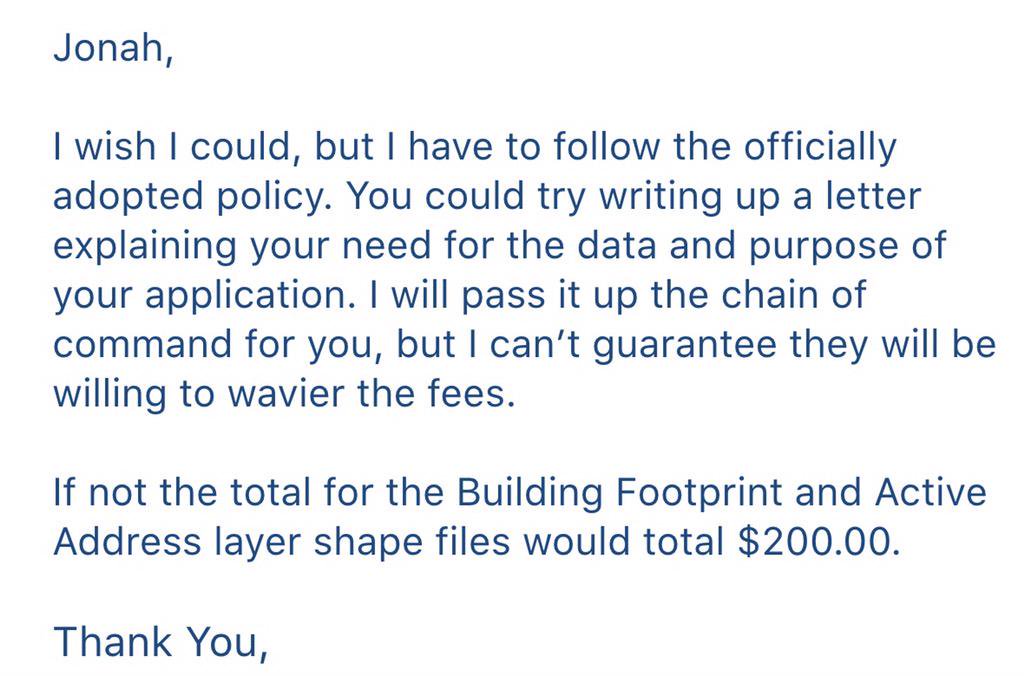 Jonah,
I wish I could, but I have to follow the officially
adopted policy. You could try writing up a letter
explaining your need for the data and purpose of
your application. I will pass it up the chain of
command for you, but I can’t guarantee they will be
willing to wavier the fees.
If not the total for the Building Footprint and Active
Address layer shape files would total $200.00.
Thank You,